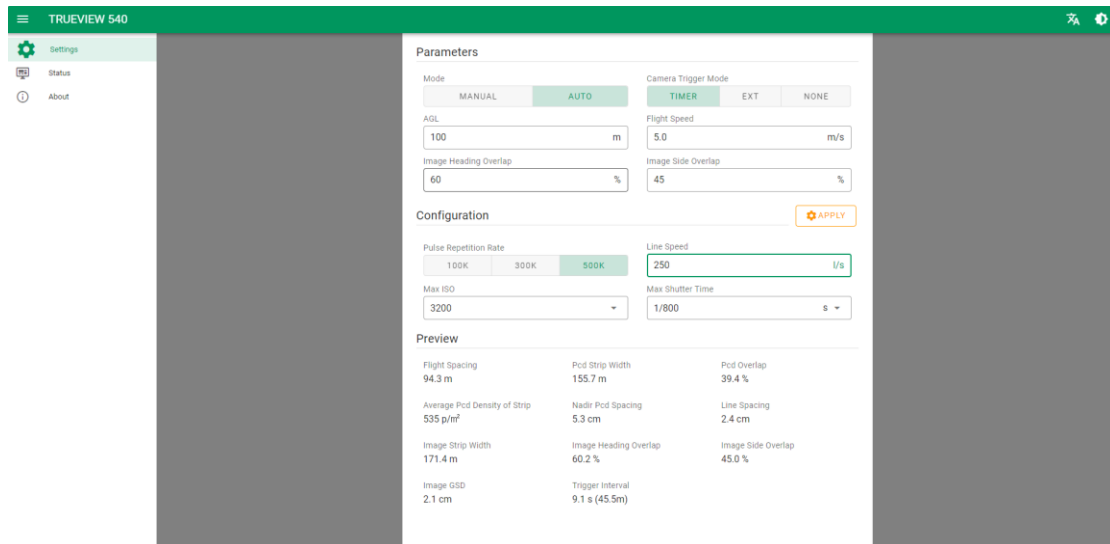 TRUEVIEW 540
Settings
Status
About
Parameters
Mode
Camera Trigger Mode
MANUAL AUTO
TIMER EXT NONE
AGL
Flight Speed
100 m
5.0 m/s
Image Heading Overlap
Image Side Overlap
60 %
45 %
Configuration
APPLY
Pulse Repetition Rate
Line Speed
100K 300K 500K
250 l/s
Max ISO
Max Shutter Time
3200
1/800 s
Preview
Flight Spacing
Pcd Strip Width
Pcd Overlap
94.3 m
155.7 m
39.4 %
Average Pcd Density of Strip
Nadir Pcd Spacing
Line Spacing
535 p/m²
5.3 cm
2.4 cm
Image Strip Width
Image Heading Overlap
Image Side Overlap
171.4 m
60.2 %
45.0 %
Image GSD
Trigger Interval
2.1 cm
9.1 s (45.5m)